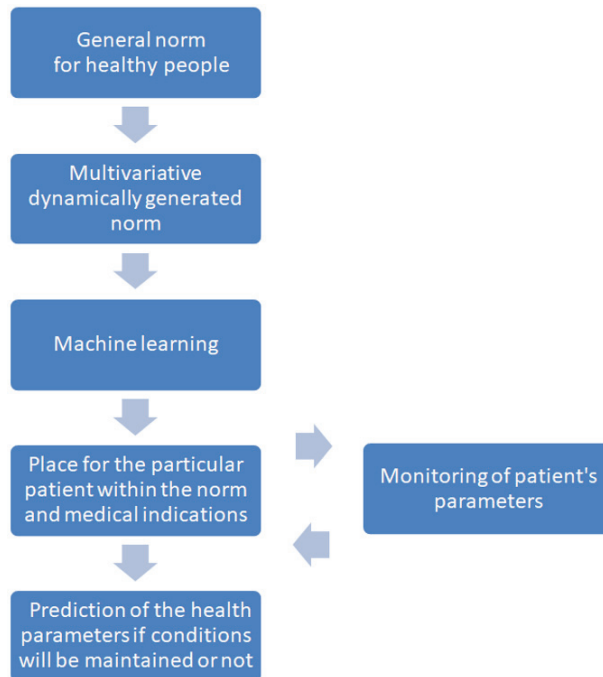 General norm
for healthy people
Multivariative
dynamically generated
norm
Machine learning
Place for the particular
patient within the norm
and medical indications
Monitoring of patient's
parameters
Prediction of the health
parameters if conditions
will be maintained or not